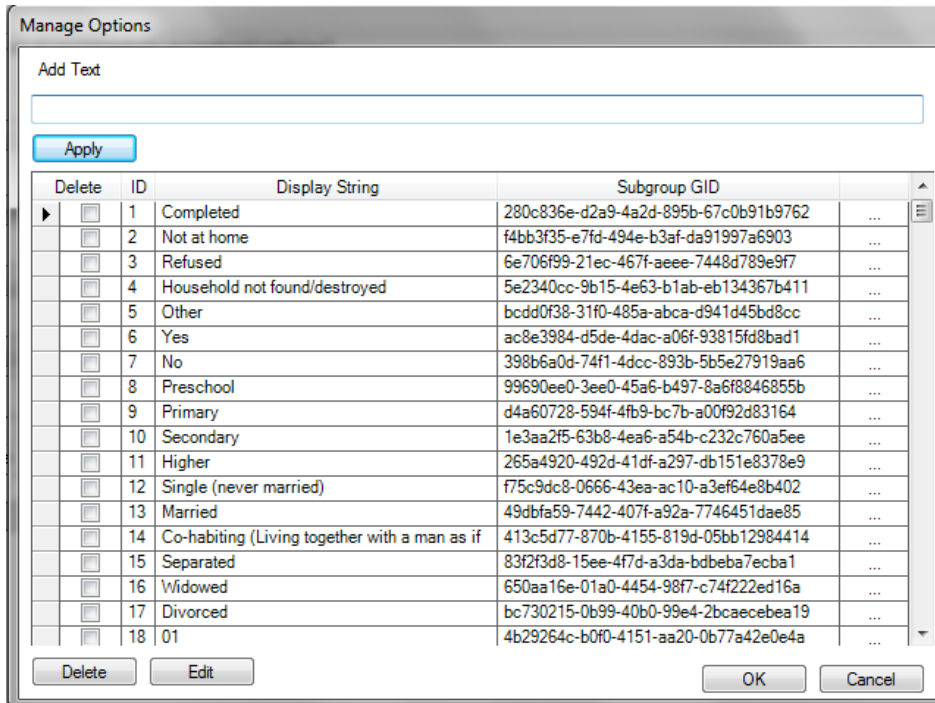 Manage Options
Add Text
Apply
Delete ID Display String Subgroup GID
1 Completed 280c836e-d2a9-4a2d-895b-67c0b91b9762 ...
2 Not at home f4bb3f35-e7fd-494e-b3af-da91997a6903 ...
3 Refused 6e706f99-21ec-467f-aeee-7448d789e9f7 ...
4 Household not found/destroyed 5e2340cc-9b15-4e63-b1ab-eb134367b411 ...
5 Other bcdd0f38-31f0-485a-abca-d941d45bd8cc ...
6 Yes ac8e3984-d5de-4dac-a06f-93815fd8bad1 ...
7 No 398b6a0d-74f1-4dcc-893b-5b5e27919aa6 ...
8 Preschool 99690ee0-3ee0-45a6-b497-8a6f8846855b ...
9 Primary d4a60728-594f-4fb9-bc7b-a00f92d83164 ...
10 Secondary 1e3aa2f5-63b8-4ea6-a54b-c232c760a5ee ...
11 Higher 265a4920-492d-41df-a297-db151e8378e9 ...
12 Single (never married) f75c9dc8-0666-43ea-ac10-a3ef64e8b402 ...
13 Married 49dbfa59-7442-407f-a92a-7746451dae85 ...
14 Co-habiting (Living together with a man as if 413c5d77-870b-4155-819d-05bb12984414 ...
15 Separated 83f2f3d8-15ee-4f7d-a3da-bdbeba7ecba1 ...
16 Widowed 650aa16e-01a0-4454-98f7-c74f222ed16a ...
17 Divorced bc730215-0b99-40b0-99e4-2bcaecebea19 ...
18 01 4b29264c-b0f0-4151-aa20-0b77a42e0e4a ...
Delete Edit OK Cancel